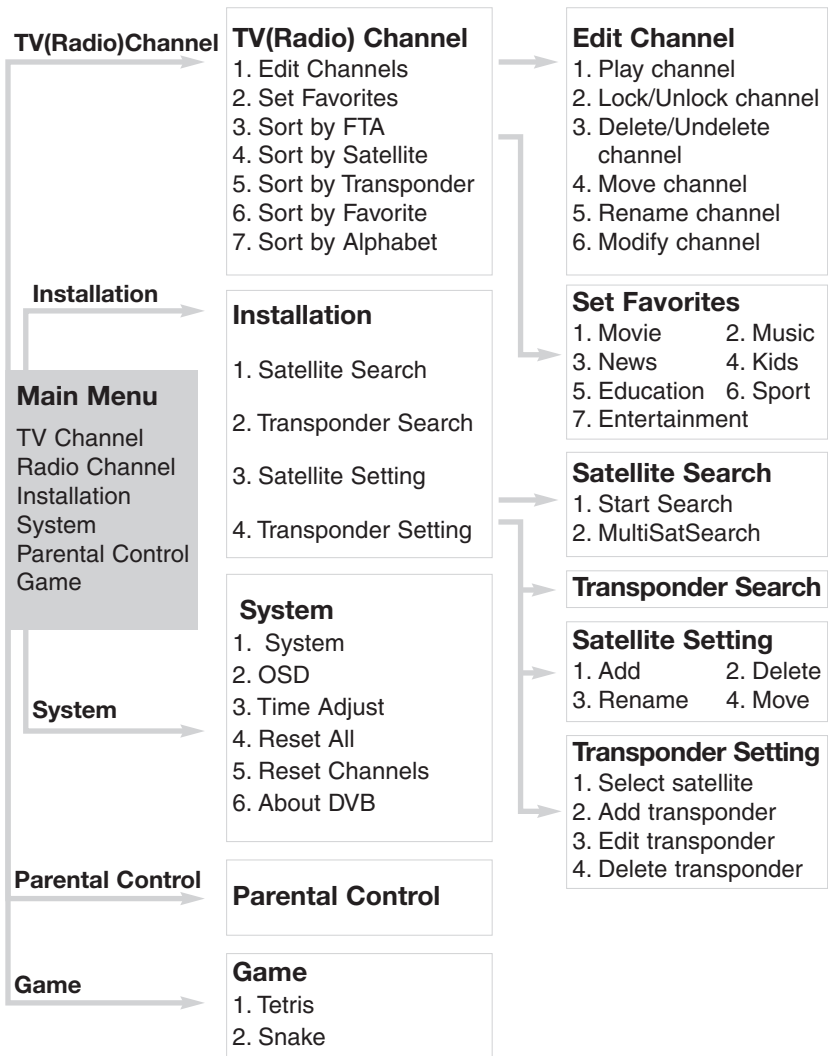 TV(Radio)Channel
TV(Radio) Channel
1. Edit Channels
2. Set Favorites
3. Sort by FTA
4. Sort by Satellite
5. Sort by Transponder
6. Sort by Favorite
7. Sort by Alphabet
Edit Channel
1. Play channel
2. Lock/Unlock channel
3. Delete/Undelete
channel
4. Move channel
5. Rename channel
6. Modify channel
Installation
Installation
1. Satellite Search
2. Transponder Search
3. Satellite Setting
4. Transponder Setting
Set Favorites
1. Movie 2. Music
3. News 4. Kids
5. Education 6. Sport
7. Entertainment
Main Menu
TV Channel
Radio Channel
Installation
System
Parental Control
Game
Satellite Search
1. Start Search
2. MultiSatSearch
Transponder Search
Satellite Setting
1. Add 2. Delete
3. Rename 4. Move
System
System
1. System
2. OSD
3. Time Adjust
4. Reset All
5. Reset Channels
6. About DVB
Transponder Setting
1. Select satellite
2. Add transponder
3. Edit transponder
4. Delete transponder
Parental Control
Parental Control
Game
Game
1. Tetris
2. Snake